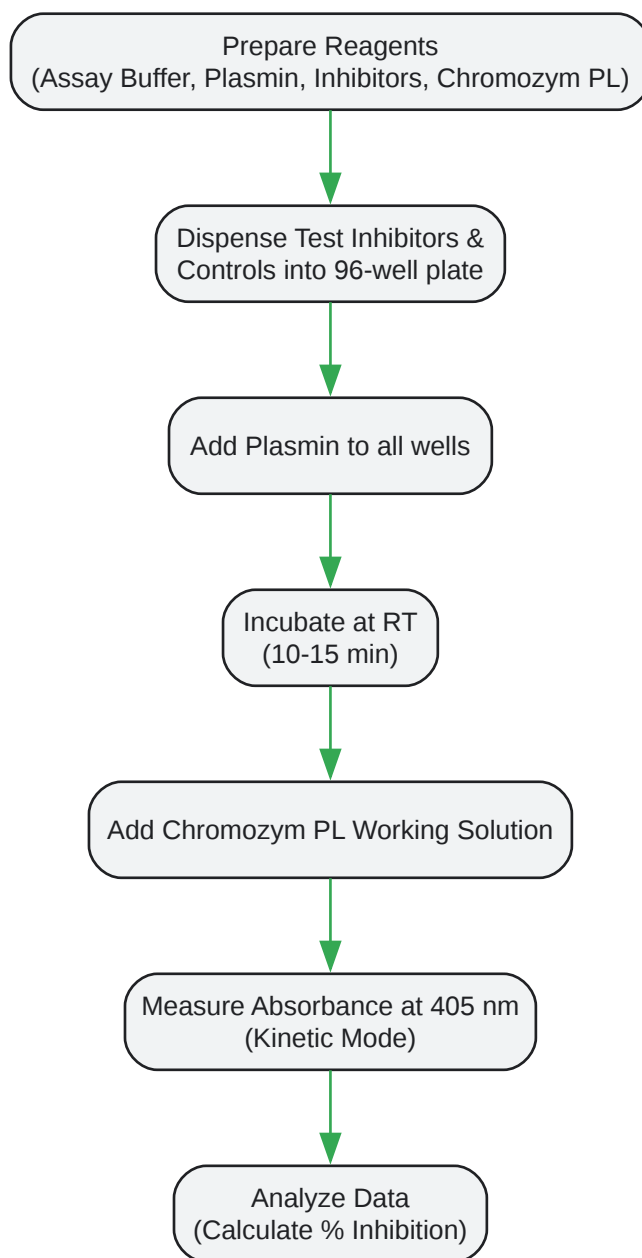 Prepare Reagents
(Assay Buffer, Plasmin, Inhibitors, Chromozym PL)
Dispense Test Inhibitors &
Controls into 96-well plate
Add Plasmin to all wells
Incubate at RT
(10-15 min)
Add Chromozym PL Working Solution
Measure Absorbance at 405 nm
(Kinetic Mode)
Analyze Data
(Calculate % Inhibition)